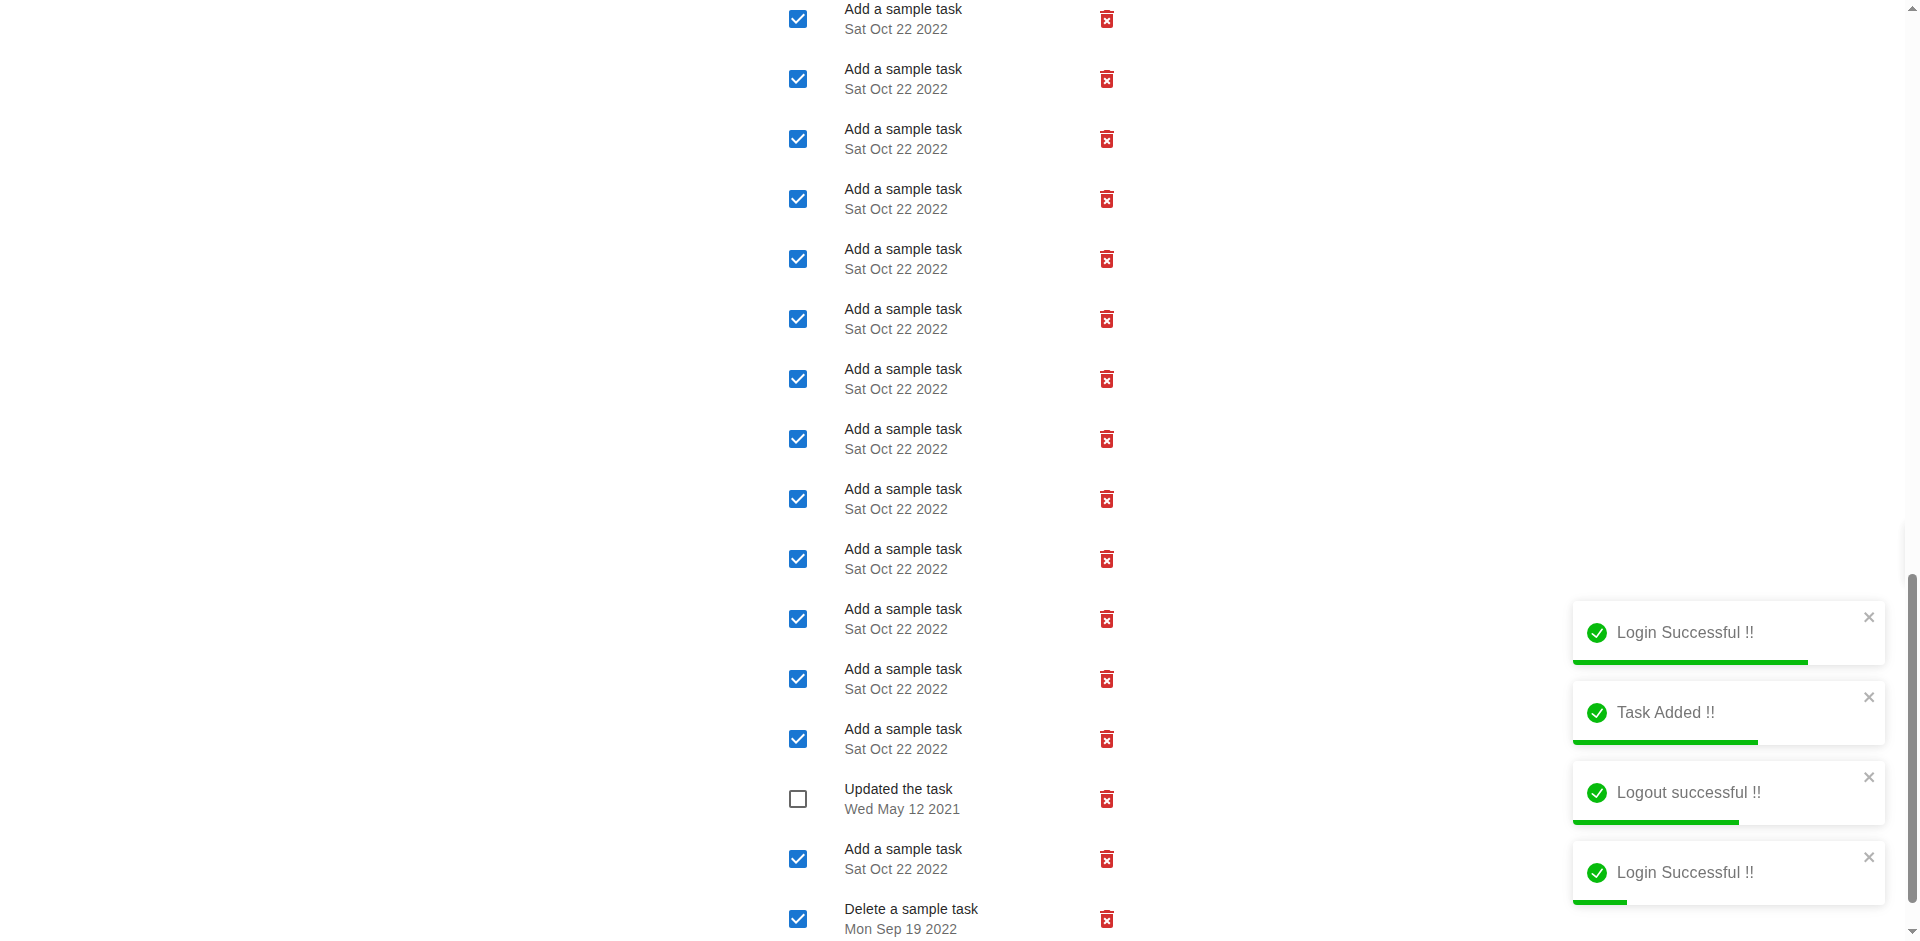 Add a sample task
Sat Oct 22 2022
Add a sample task
Sat Oct 22 2022
Add a sample task
Sat Oct 22 2022
Add a sample task
Sat Oct 22 2022
Add a sample task
Sat Oct 22 2022
Add a sample task
Sat Oct 22 2022
Add a sample task
Sat Oct 22 2022
Add a sample task
Sat Oct 22 2022
Add a sample task
Sat Oct 22 2022
Add a sample task
Sat Oct 22 2022
Add a sample task
Sat Oct 22 2022
Add a sample task
Sat Oct 22 2022
Add a sample task
Sat Oct 22 2022
Updated the task
Wed May 12 2021
Add a sample task
Sat Oct 22 2022
Delete a sample task
Mon Sep 19 2022
Login Successful !!
Task Added !!
Logout successful !!
Login Successful !!